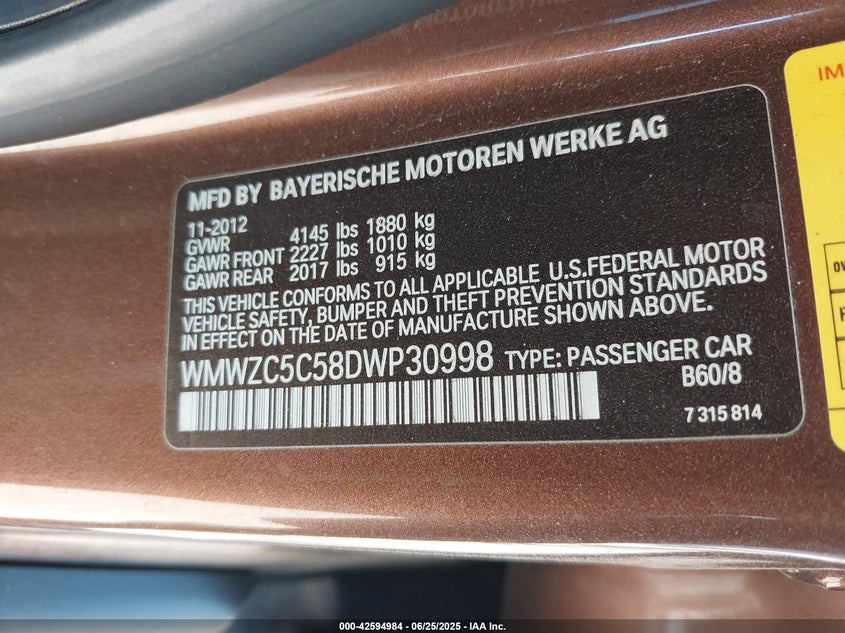 MFD BY BAYERISCHE MOTOREN WERKE AG
11-2012
GVWR 4145 lbs 1880 kg
GAWR FRONT 2227 lbs 1010 kg
GAWR REAR 2017 lbs 915 kg
THIS VEHICLE CONFORMS TO ALL APPLICABLE U.S.FEDERAL MOTOR
VEHICLE SAFETY, BUMPER AND THEFT PREVENTION STANDARDS
IN EFFECT ON THE DATE OF MANUFACTURE SHOWN ABOVE.
WMWZC5C58DWP30998 TYPE: PASSENGER CAR
B60/8
7 315 814
000-42594984 / 06/25/2025 - IAA Inc.